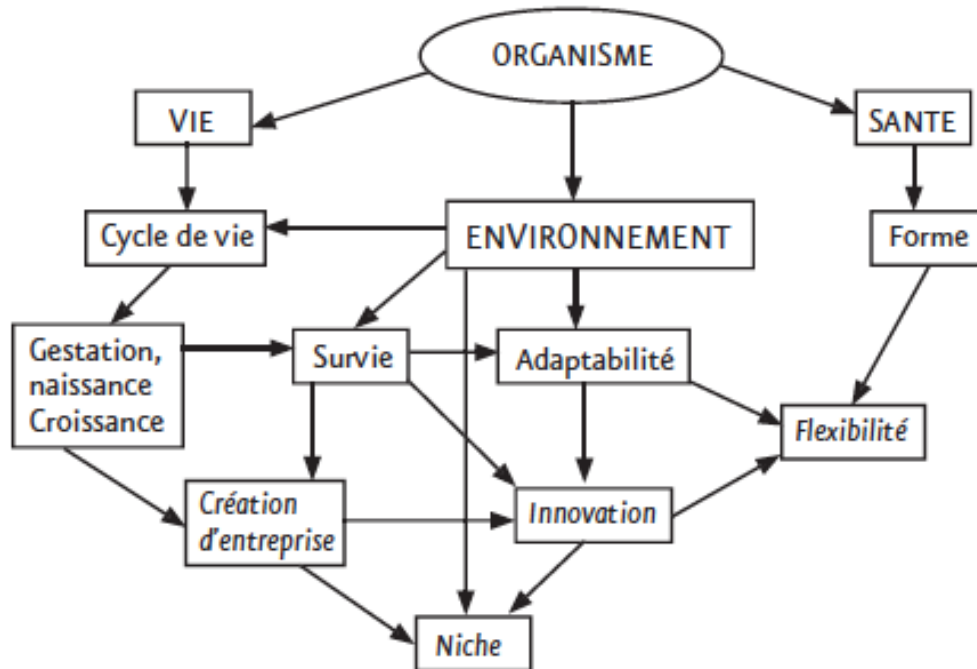 ORGANISME
VIE
SANTE
Cycle de vie
ENVIRONNEMENT
Forme
Gestation,
naissance
Croissance
Survie
Adaptabilité
Flexibilité
Création
d'entreprise
Innovation
Niche